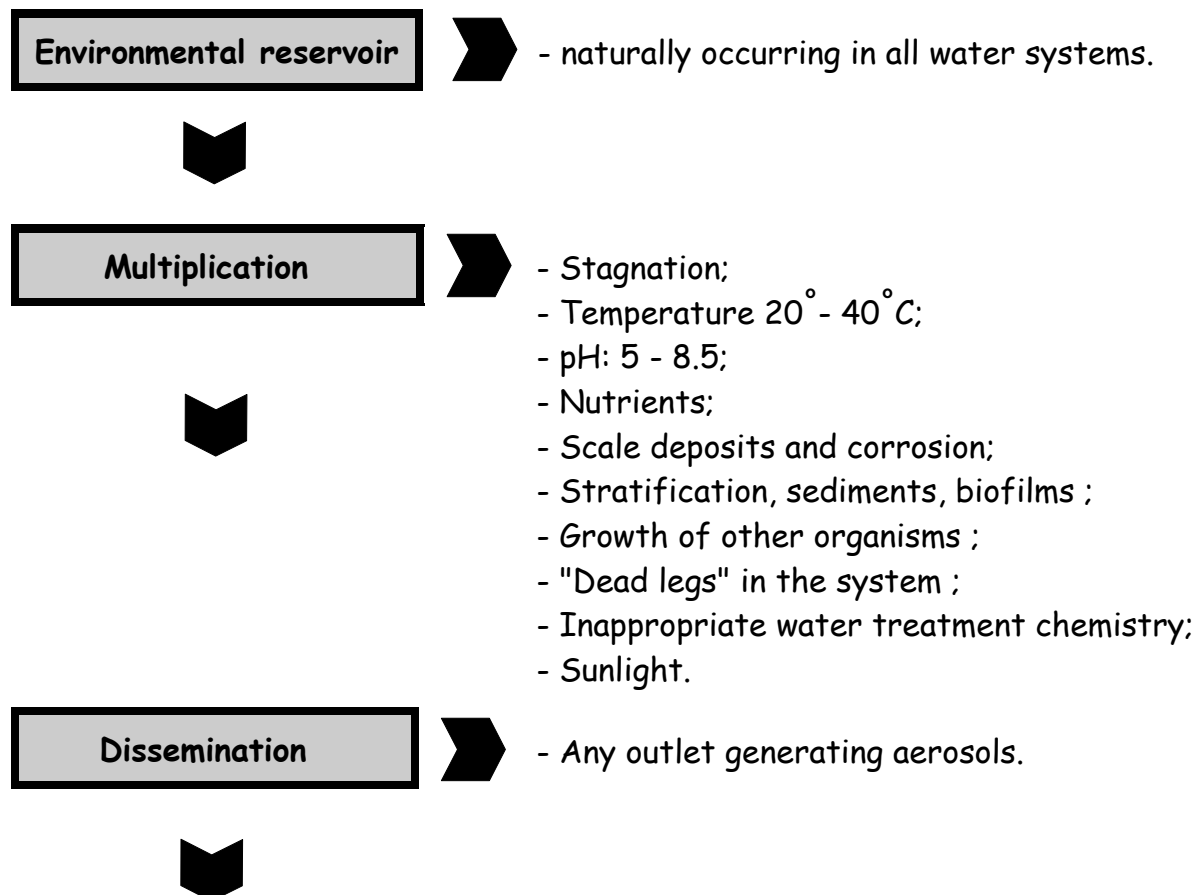 Environmental reservoir - naturally occurring in all water systems.
Multiplication - Stagnation;
- Temperature 20°- 40°C;
- pH: 5 - 8.5;
- Nutrients;
- Scale deposits and corrosion;
- Stratification, sediments, biofilms ;
- Growth of other organisms ;
- "Dead legs" in the system ;
- Inappropriate water treatment chemistry;
- Sunlight.
Dissemination - Any outlet generating aerosols.